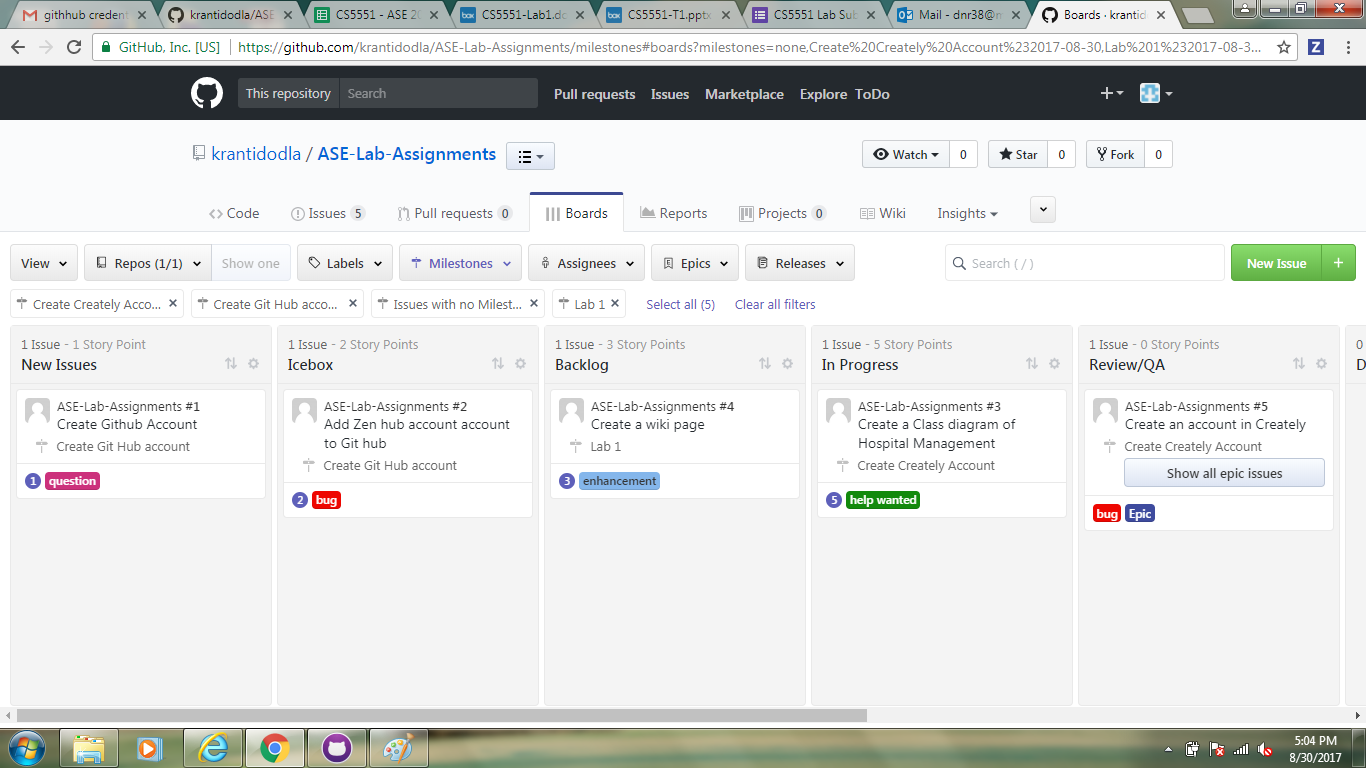 githhub creden
krantidodla/ASE
CS5551 - ASE 20
CS5551-Lab1.do
CS5551-T1.pptx
CS5551 Lab Sub
Mail - dnr38@m
Boards · krantid
GitHub, Inc. [US]
https://github.com/krantidodla/ASE-Lab-Assignments/milestones#boards?milestones=none,Create%20Creately%20Account%232017-08-30,Lab%201%232017-08-3...
This repository
Search
Pull requests
Issues
Marketplace
Explore
ToDo
krantidodla / ASE-Lab-Assignments
Watch 0
Star 0
Fork 0
Code
Issues 5
Pull requests 0
Boards
Reports
Projects 0
Wiki
Insights
View
Repos (1/1)
Show one
Labels
Milestones
Assignees
Epics
Releases
Search ( / )
New Issue +
Create Creately Acco... ×
Create Git Hub acco... ×
Issues with no Milest... ×
Lab 1 ×
Select all (5)
Clear all filters
1 Issue - 1 Story Point
New Issues
ASE-Lab-Assignments #1
Create Github Account
Create Git Hub account
1 question
1 Issue - 2 Story Points
Icebox
ASE-Lab-Assignments #2
Add Zen hub account account
to Git hub
Create Git Hub account
2 bug
1 Issue - 3 Story Points
Backlog
ASE-Lab-Assignments #4
Create a wiki page
Lab 1
3 enhancement
1 Issue - 5 Story Points
In Progress
ASE-Lab-Assignments #3
Create a Class diagram of
Hospital Management
Create Creately Account
5 help wanted
1 Issue - 0 Story Points
Review/QA
ASE-Lab-Assignments #5
Create an account in Creately
Create Creately Account
Show all epic issues
bug Epic
0
D
5:04 PM
8/30/2017